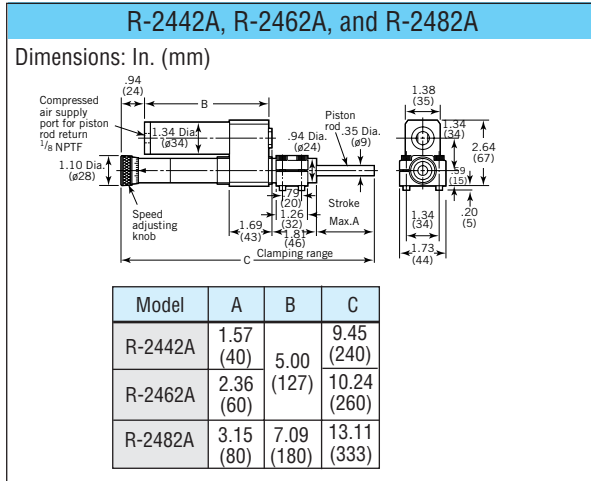 R-2442A, R-2462A, and R-2482A
Dimensions: In. (mm)
.94
(24)
B
Compressed
air supply
port for piston
rod return
1/8 NPTF
1.34 Dia.
(ø34)
1.10 Dia.
(ø28)
Speed
adjusting
knob
.94 Dia.
(ø24)
Piston
rod
.35 Dia.
(ø9)
.79
(20)
1.26
(32)
1.81
(46)
1.69
(43)
Stroke
Max.A
Clamping range
C
1.38
(35)
1.34
(34)
2.64
(67)
.59
(15)
.20
(5)
1.34
(34)
1.73
(44)
Model A B C
R-2442A 1.57 (40) 5.00 (127) 9.45 (240)
R-2462A 2.36 (60) 10.24 (260)
R-2482A 3.15 (80) 7.09 (180) 13.11 (333)